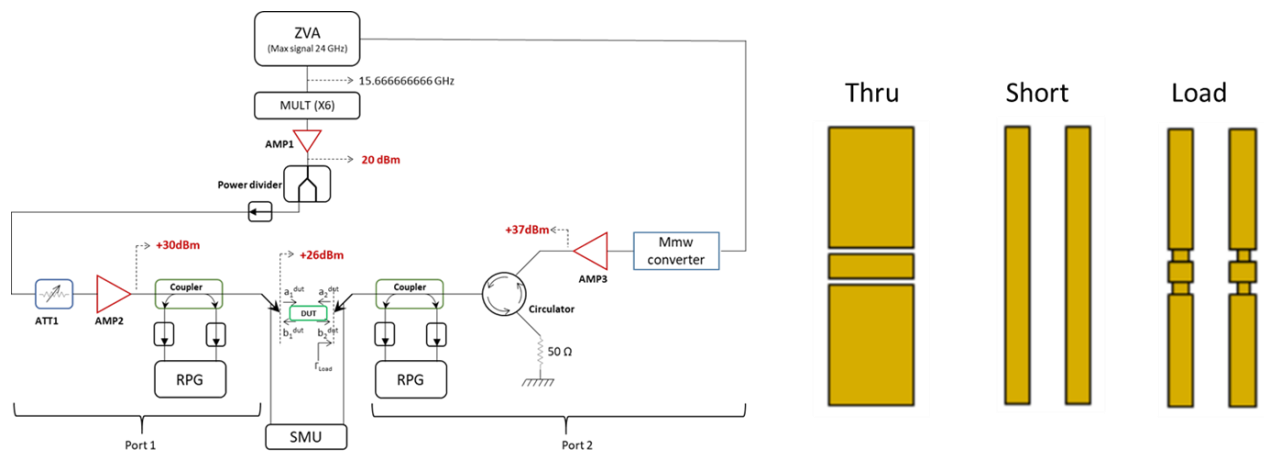 ZVA
(Max signal 24 GHz)
15.666666666 GHz
MULT (X6)
AMP1
20 dBm
Power divider
+30dBm
+26dBm
+37dBm
Mmw
converter
AMP3
Coupler
Coupler
Circulator
ATT1
AMP2
a₁ᵈᵘᵗ
a₂ᵈᵘᵗ
DUT
b₁ᵈᵘᵗ
b₂ᵈᵘᵗ
Γ_Load
50 Ω
RPG
RPG
SMU
Port 1
Port 2
Thru
Short
Load